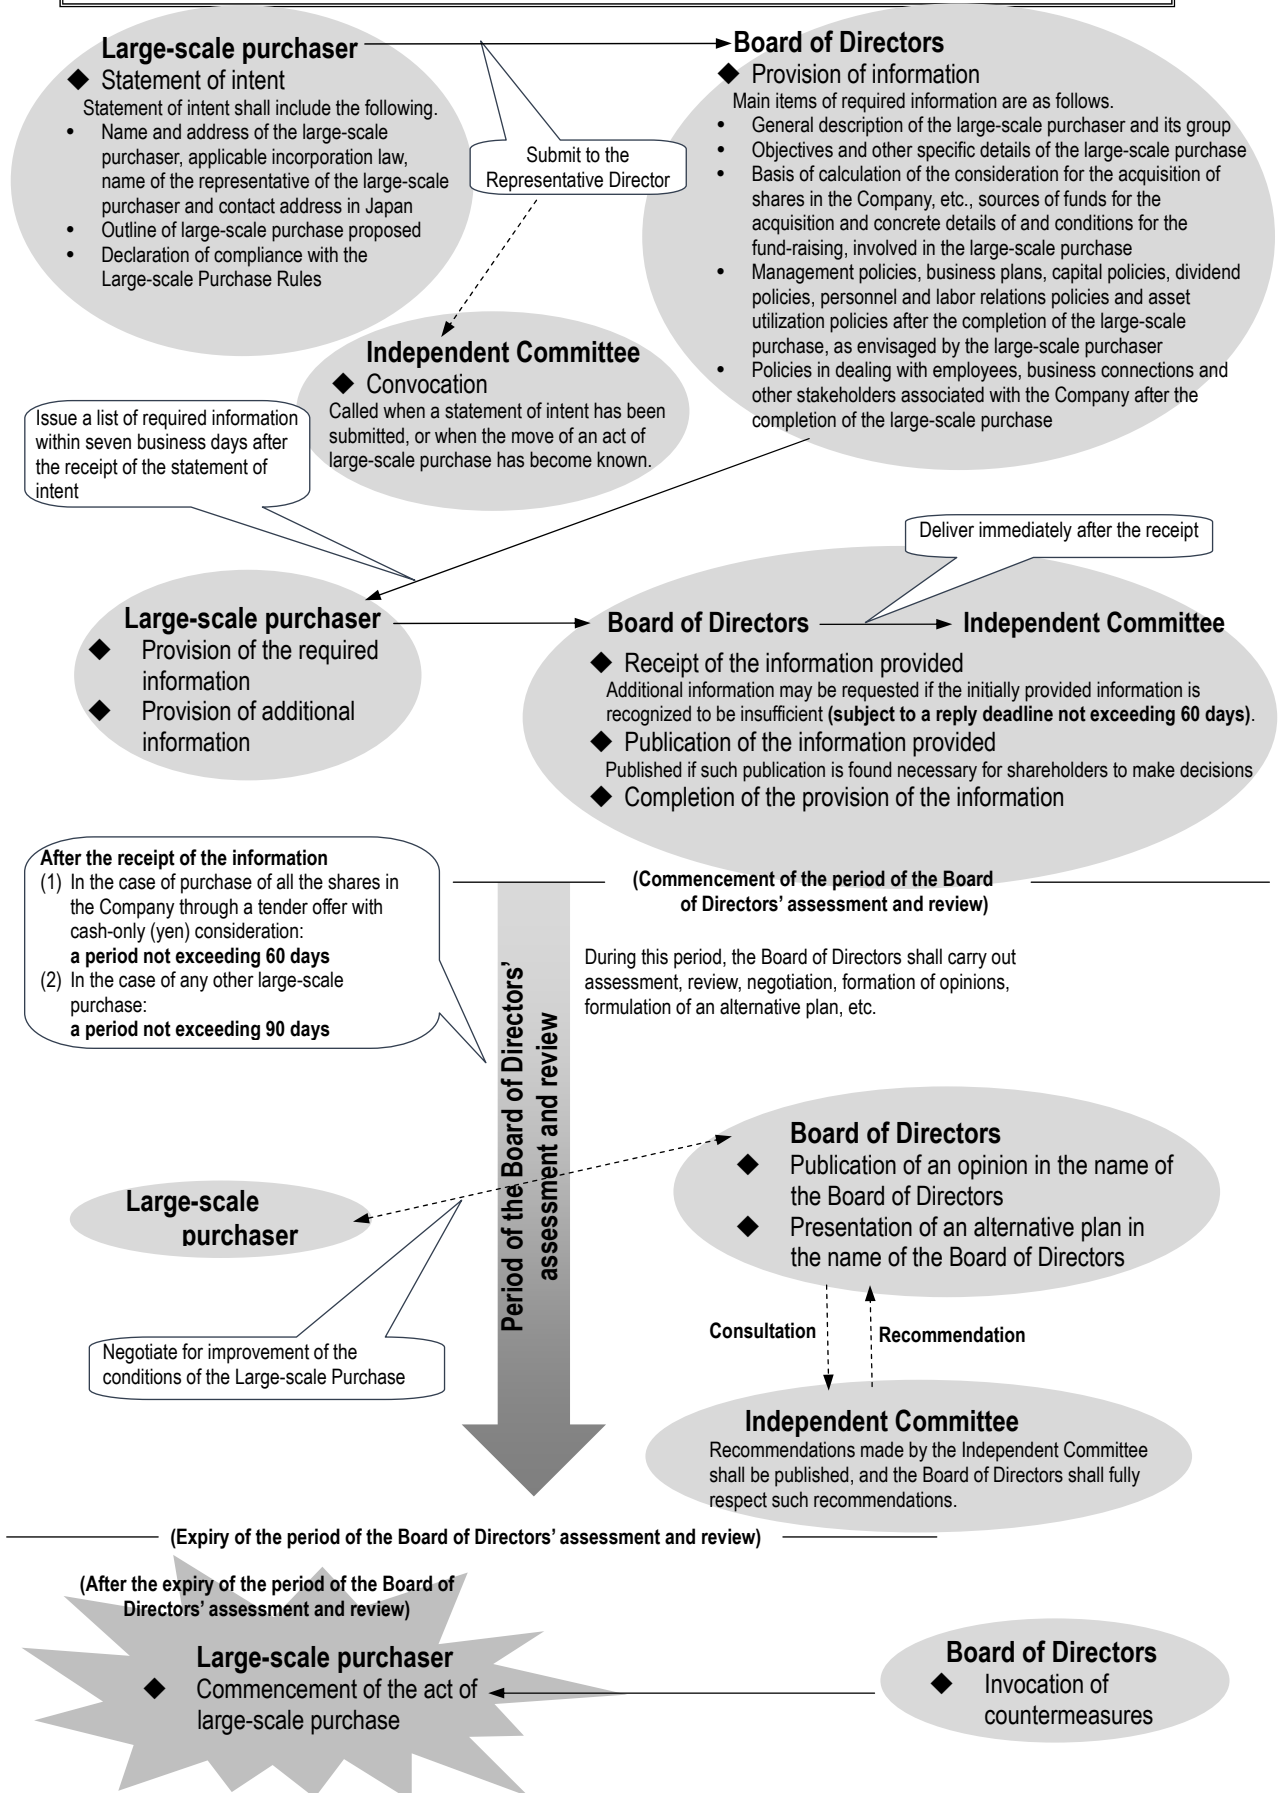 Large-scale purchaser
◆ Statement of intent
Statement of intent shall include the following.
• Name and address of the large-scale
purchaser, applicable incorporation law,
name of the representative of the large-scale
purchaser and contact address in Japan
• Outline of large-scale purchase proposed
• Declaration of compliance with the
Large-scale Purchase Rules
Submit to the
Representative Director
Board of Directors
◆ Provision of information
Main items of required information are as follows.
• General description of the large-scale purchaser and its group
• Objectives and other specific details of the large-scale purchase
• Basis of calculation of the consideration for the acquisition of
shares in the Company, etc., sources of funds for the
acquisition and concrete details of and conditions for the
fund-raising, involved in the large-scale purchase
• Management policies, business plans, capital policies, dividend
policies, personnel and labor relations policies and asset
utilization policies after the completion of the large-scale
purchase, as envisaged by the large-scale purchaser
• Policies in dealing with employees, business connections and
other stakeholders associated with the Company after the
completion of the large-scale purchase
Independent Committee
◆ Convocation
Called when a statement of intent has been
submitted, or when the move of an act of
large-scale purchase has become known.
Issue a list of required information
within seven business days after
the receipt of the statement of
intent
Deliver immediately after the receipt
Large-scale purchaser
◆ Provision of the required
information
◆ Provision of additional
information
Board of Directors
Independent Committee
◆ Receipt of the information provided
Additional information may be requested if the initially provided information is
recognized to be insufficient (subject to a reply deadline not exceeding 60 days).
◆ Publication of the information provided
Published if such publication is found necessary for shareholders to make decisions
◆ Completion of the provision of the information
After the receipt of the information
(1) In the case of purchase of all the shares in
the Company through a tender offer with
cash-only (yen) consideration:
a period not exceeding 60 days
(2) In the case of any other large-scale
purchase:
a period not exceeding 90 days
(Commencement of the period of the Board
of Directors' assessment and review)
During this period, the Board of Directors shall carry out
assessment, review, negotiation, formation of opinions,
formulation of an alternative plan, etc.
Period of the Board of Directors'
assessment and review
Large-scale
purchaser
Negotiate for improvement of the
conditions of the Large-scale Purchase
Board of Directors
◆ Publication of an opinion in the name of
the Board of Directors
◆ Presentation of an alternative plan in
the name of the Board of Directors
Consultation
Recommendation
Independent Committee
Recommendations made by the Independent Committee
shall be published, and the Board of Directors shall fully
respect such recommendations.
(Expiry of the period of the Board of Directors' assessment and review)
(After the expiry of the period of the Board of
Directors' assessment and review)
Large-scale purchaser
◆ Commencement of the act of
large-scale purchase
Board of Directors
◆ Invocation of
countermeasures